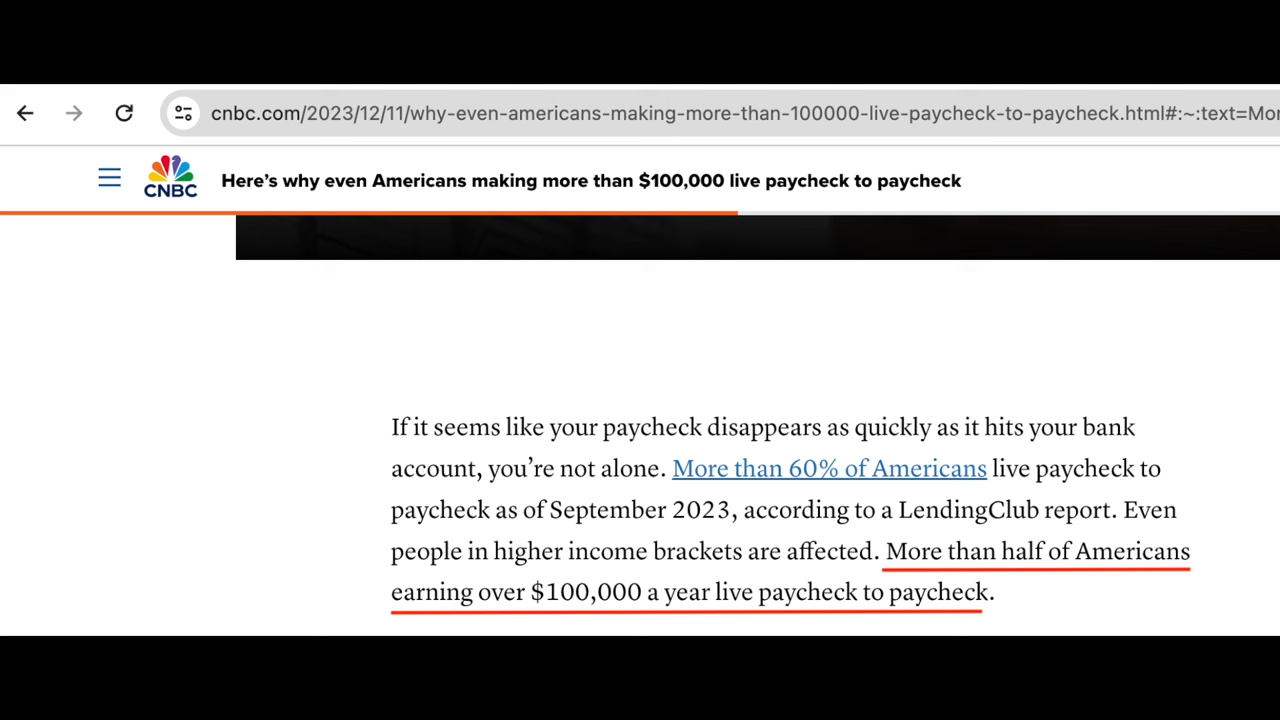 cnbc.com/2023/12/11/why-even-americans-making-more-than-100000-live-paycheck-to-paycheck.html#:~:text=Mor
CNBC
Here’s why even Americans making more than $100,000 live paycheck to paycheck
If it seems like your paycheck disappears as quickly as it hits your bank
account, you’re not alone. More than 60% of Americans live paycheck to
paycheck as of September 2023, according to a LendingClub report. Even
people in higher income brackets are affected. More than half of Americans
earning over $100,000 a year live paycheck to paycheck.